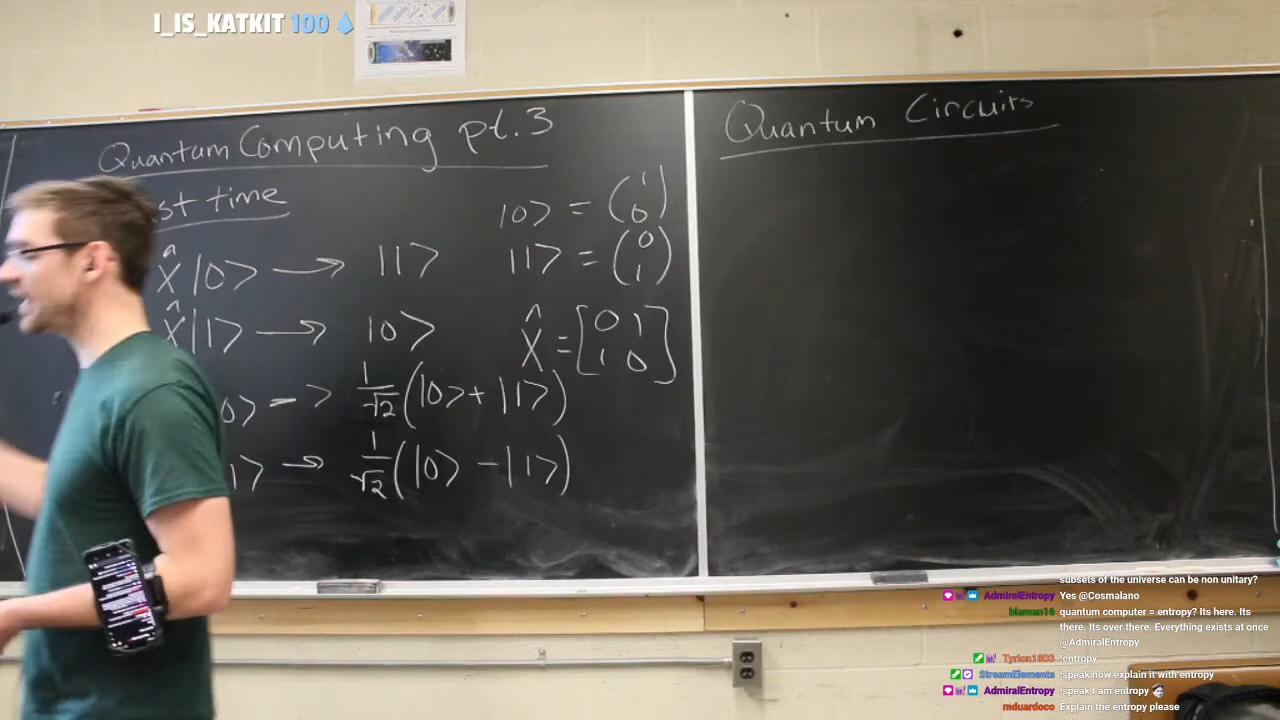 I_IS_KATKIT 100
Quantum Computing pt.3
st time
X̂|0> → |1>
X̂|1> → |0>
0> -> 1/√2(|0>+|1>)
1> → 1/√2(|0>-|1>)
|0> = (1 0)
|1> = (0 1)
X̂ = [0 1 1 0]
Quantum Circuits
subsets of the universe can be non unitary?
AdmiralEntropy Yes @Cosmalano
blaman16 quantum computer = entropy? Its here. Its
there. Its over there. Everything exists at once
@AdmiralEntropy
Tyrion1803 !entropy
StreamElements !speak now explain it with entropy
AdmiralEntropy !speak I am entropy
mduardoco Explain the entropy please